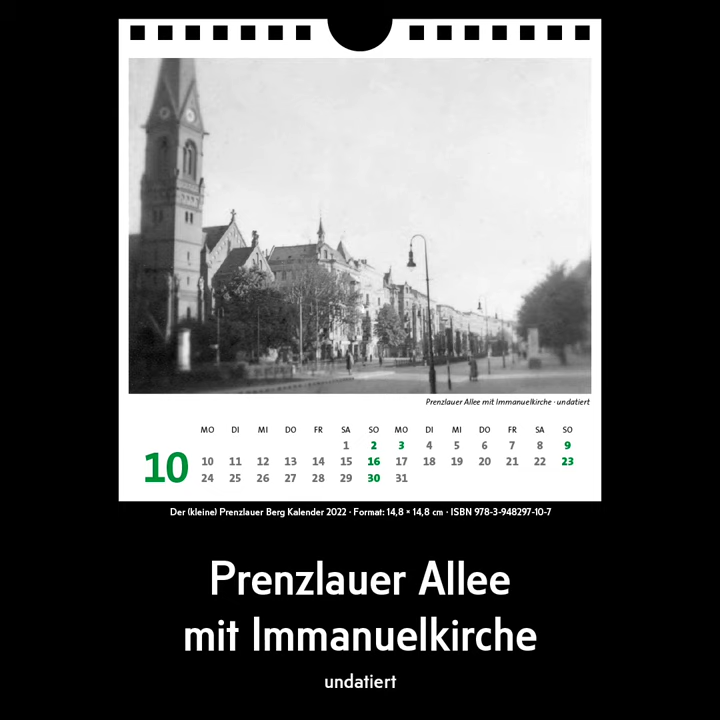 Prenzlauer Allee mit Immanuelkirche · undatiert
MO DI MI DO FR SA SO MO DI MI DO FR SA SO
1 2 3 4 5 6 7 8 9
10
10 11 12 13 14 15 16 17 18 19 20 21 22 23
24 25 26 27 28 29 30 31
Der (kleine) Prenzlauer Berg Kalender 2022 · Format: 14,8 × 14,8 cm · ISBN 978-3-948297-10-7
Prenzlauer Allee
mit Immanuelkirche
undatiert